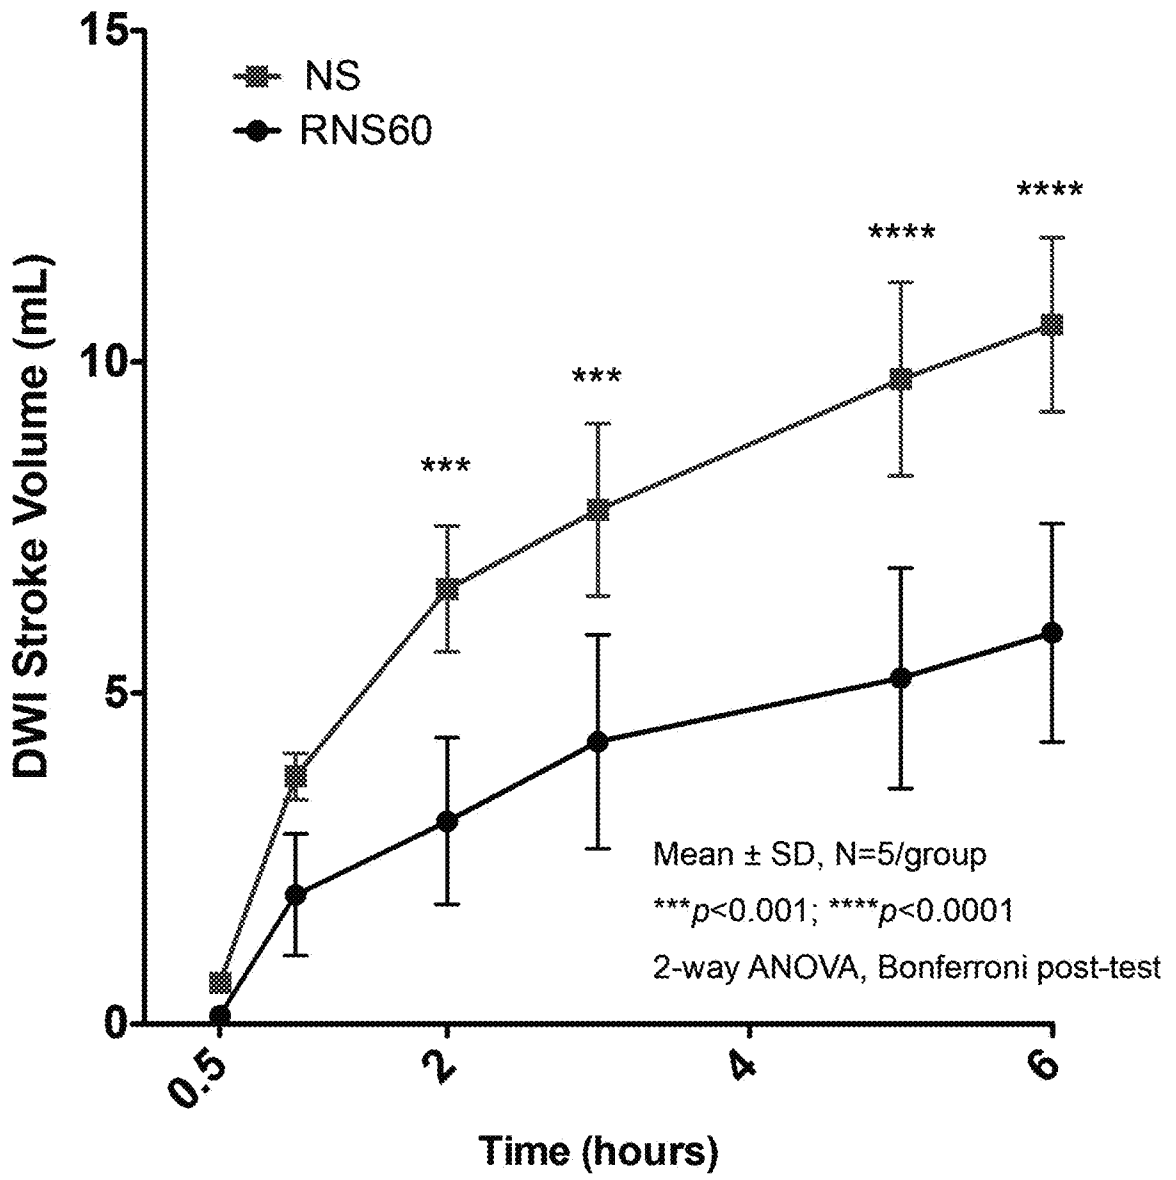 15
NS
RNS60
****
****
***
10
***
DWI Stroke Volume (mL)
5
Mean ± SD, N=5/group
***p<0.001; ****p<0.0001
2-way ANOVA, Bonferroni post-test
0
0.5
2
4
6
Time (hours)